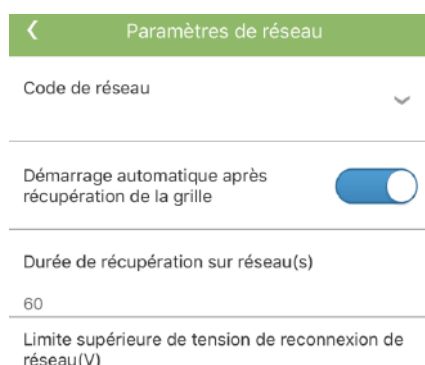 Paramètres de réseau
Code de réseau
Démarrage automatique après
récupération de la grille
Durée de récupération sur réseau(s)
60
Limite supérieure de tension de reconnexion de
réseau(V)